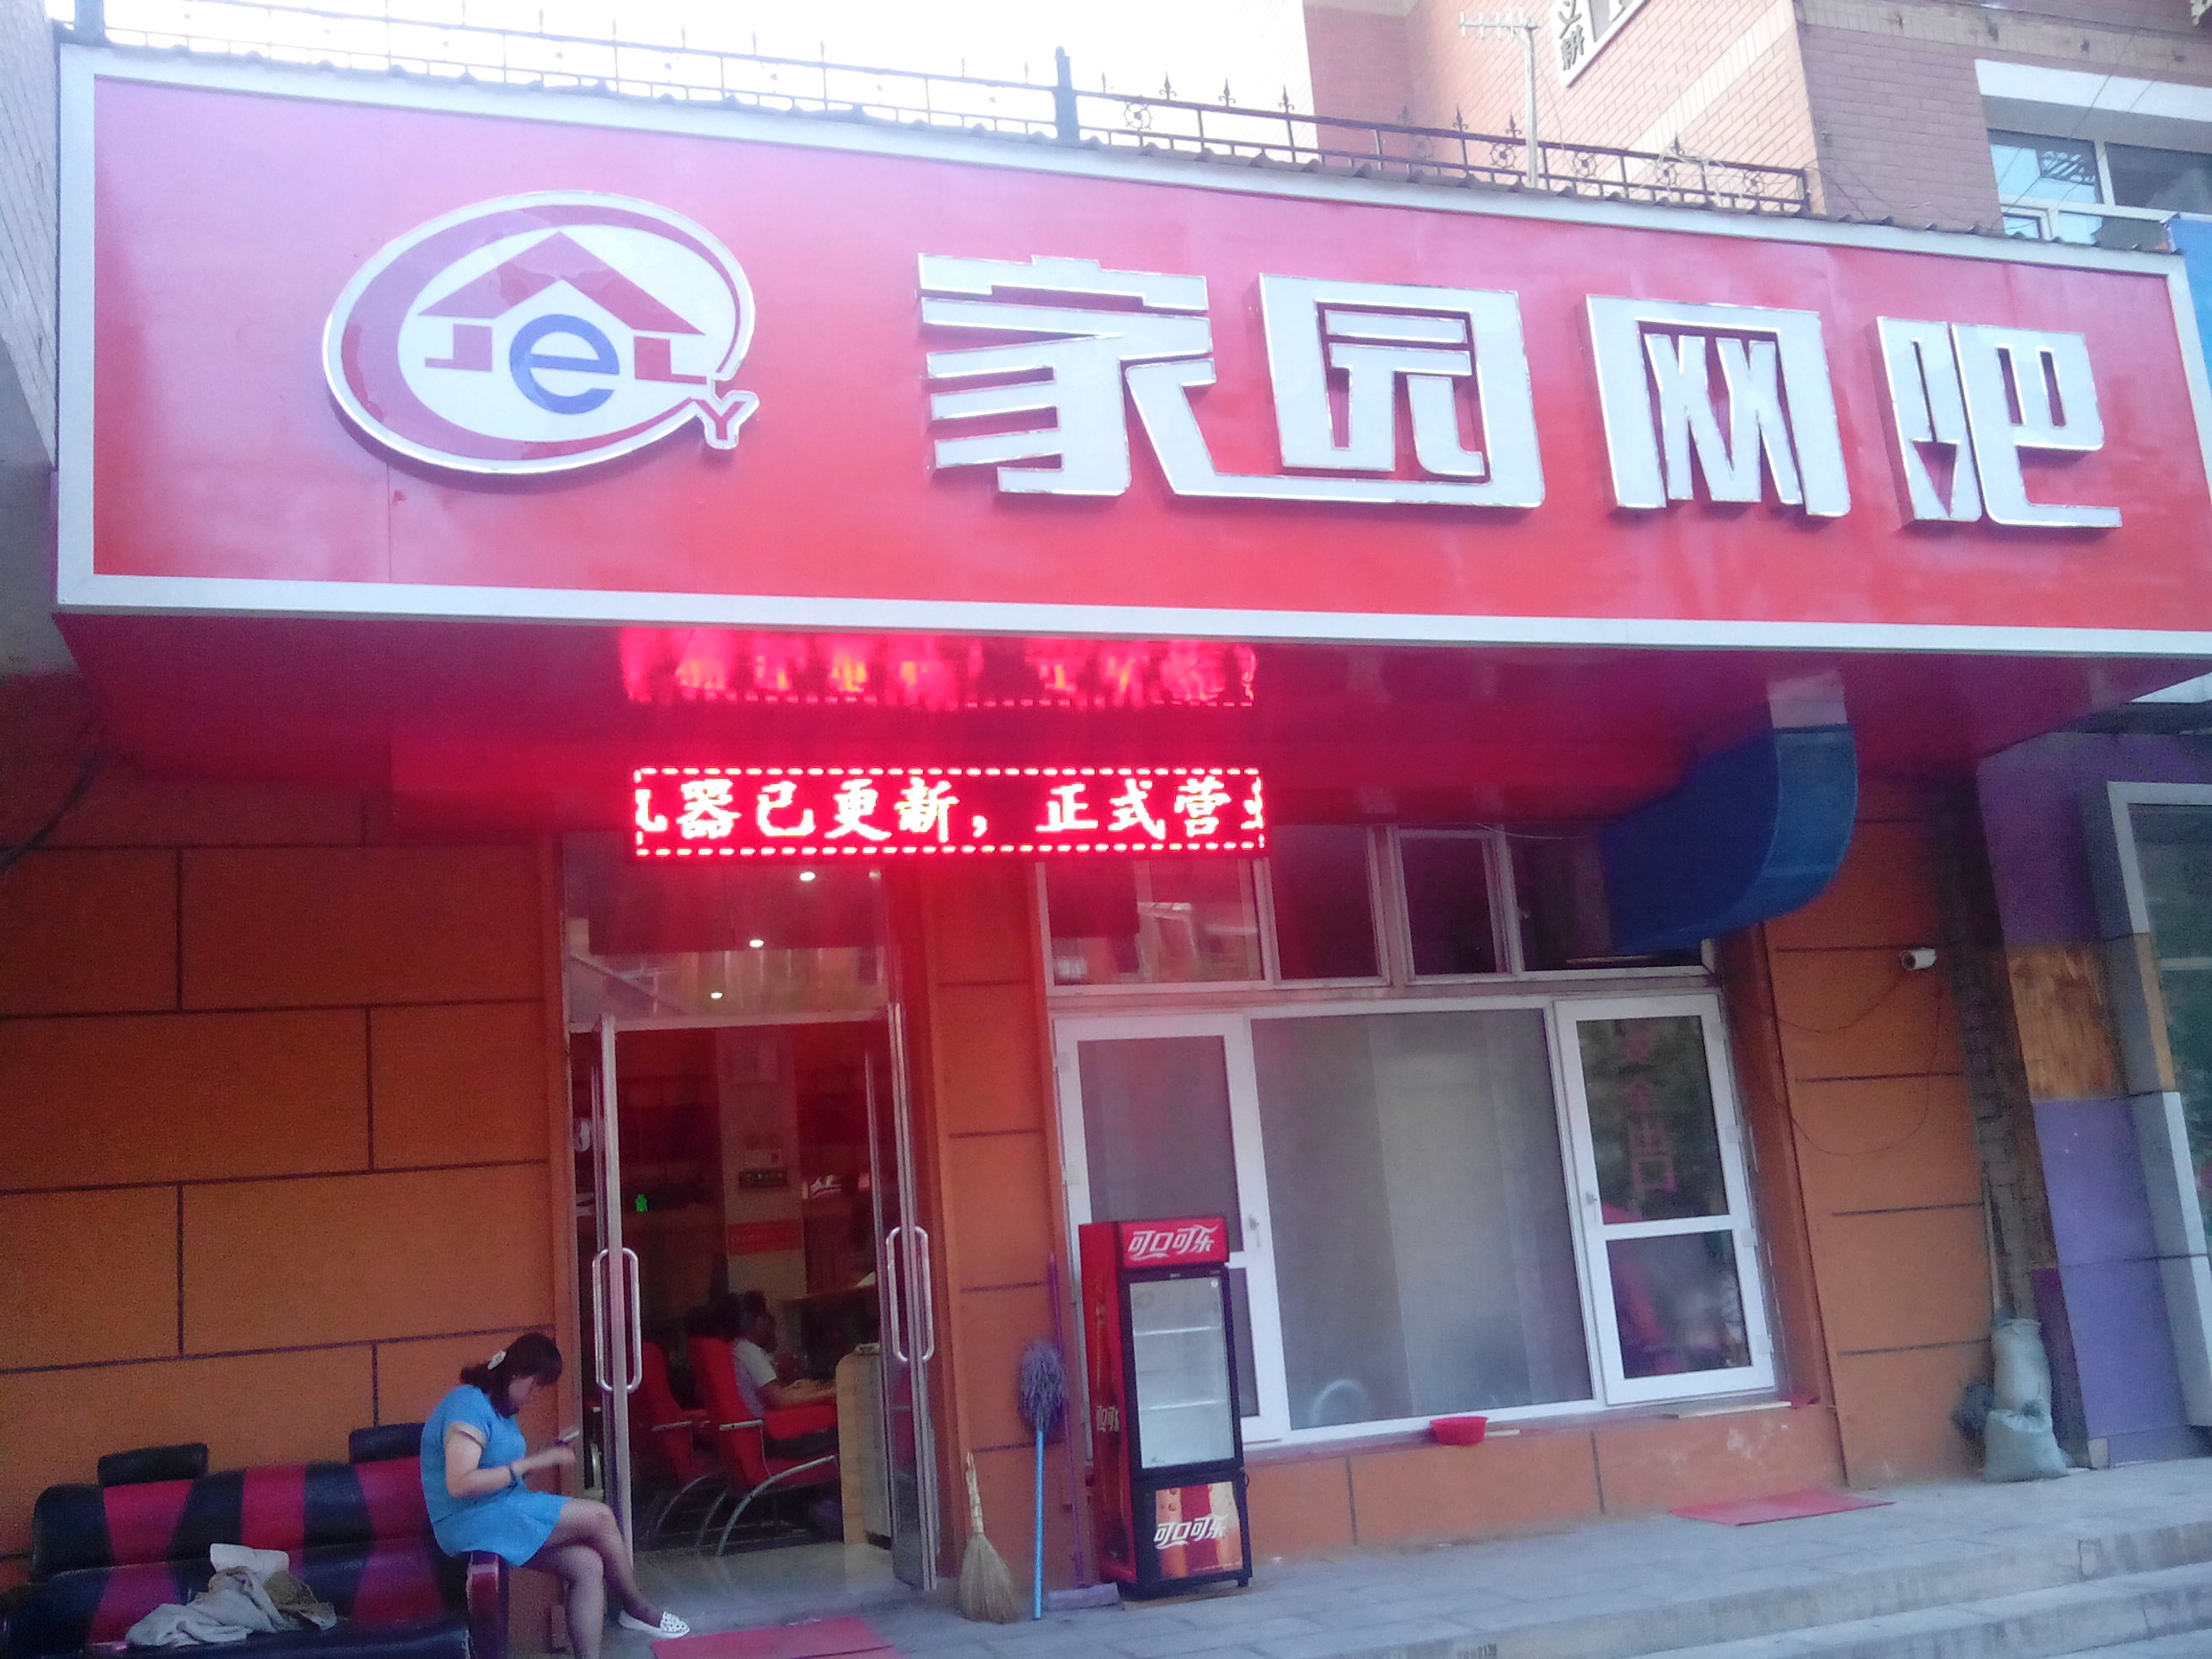 e
Y
家园网吧
器已更新，正式营
可口可乐
可口可乐